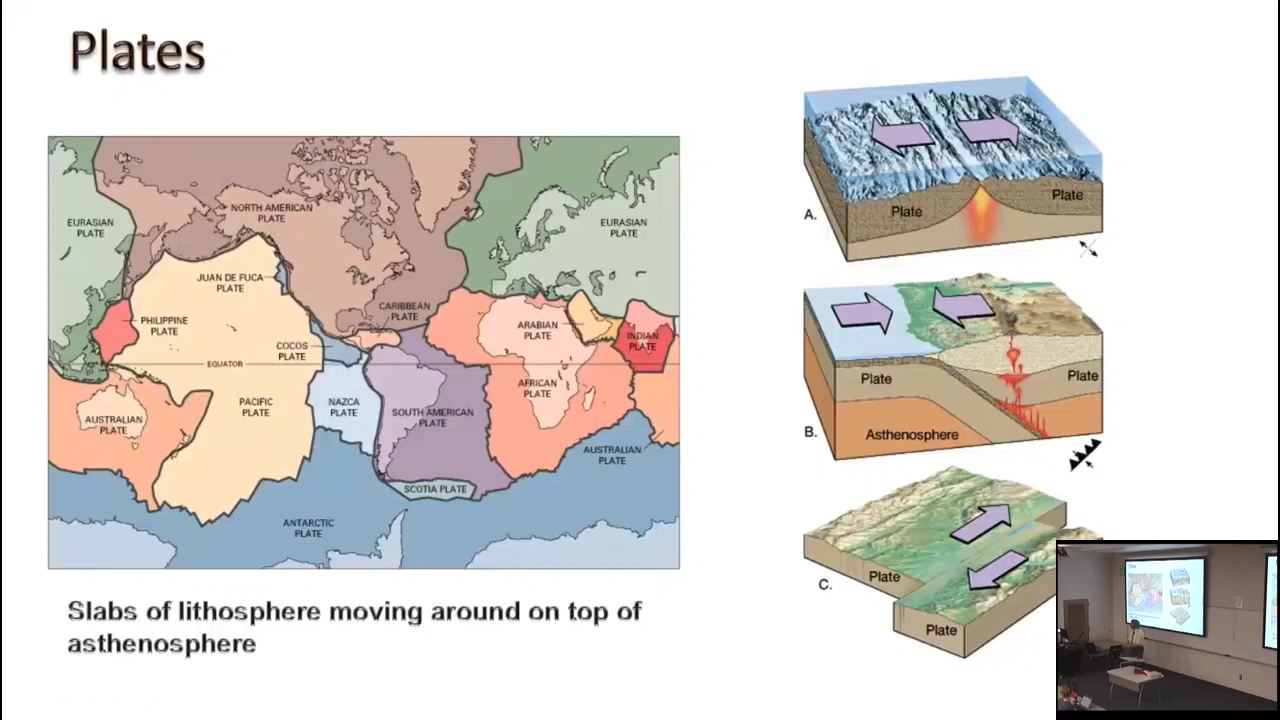 Plates
NORTH AMERICAN
PLATE
EURASIAN
PLATE
EURASIAN
PLATE
JUAN DE FUCA
PLATE
CARIBBEAN
PLATE
PHILIPPINE
PLATE
ARABIAN
PLATE
INDIAN
PLATE
COCOS
PLATE
EQUATOR
AFRICAN
PLATE
PACIFIC
PLATE
NAZCA
PLATE
SOUTH AMERICAN
PLATE
AUSTRALIAN
PLATE
AUSTRALIAN
PLATE
SCOTIA PLATE
ANTARCTIC
PLATE
Slabs of lithosphere moving around on top of
asthenosphere
A.
Plate
Plate
B.
Plate
Plate
Asthenosphere
C.
Plate
Plate